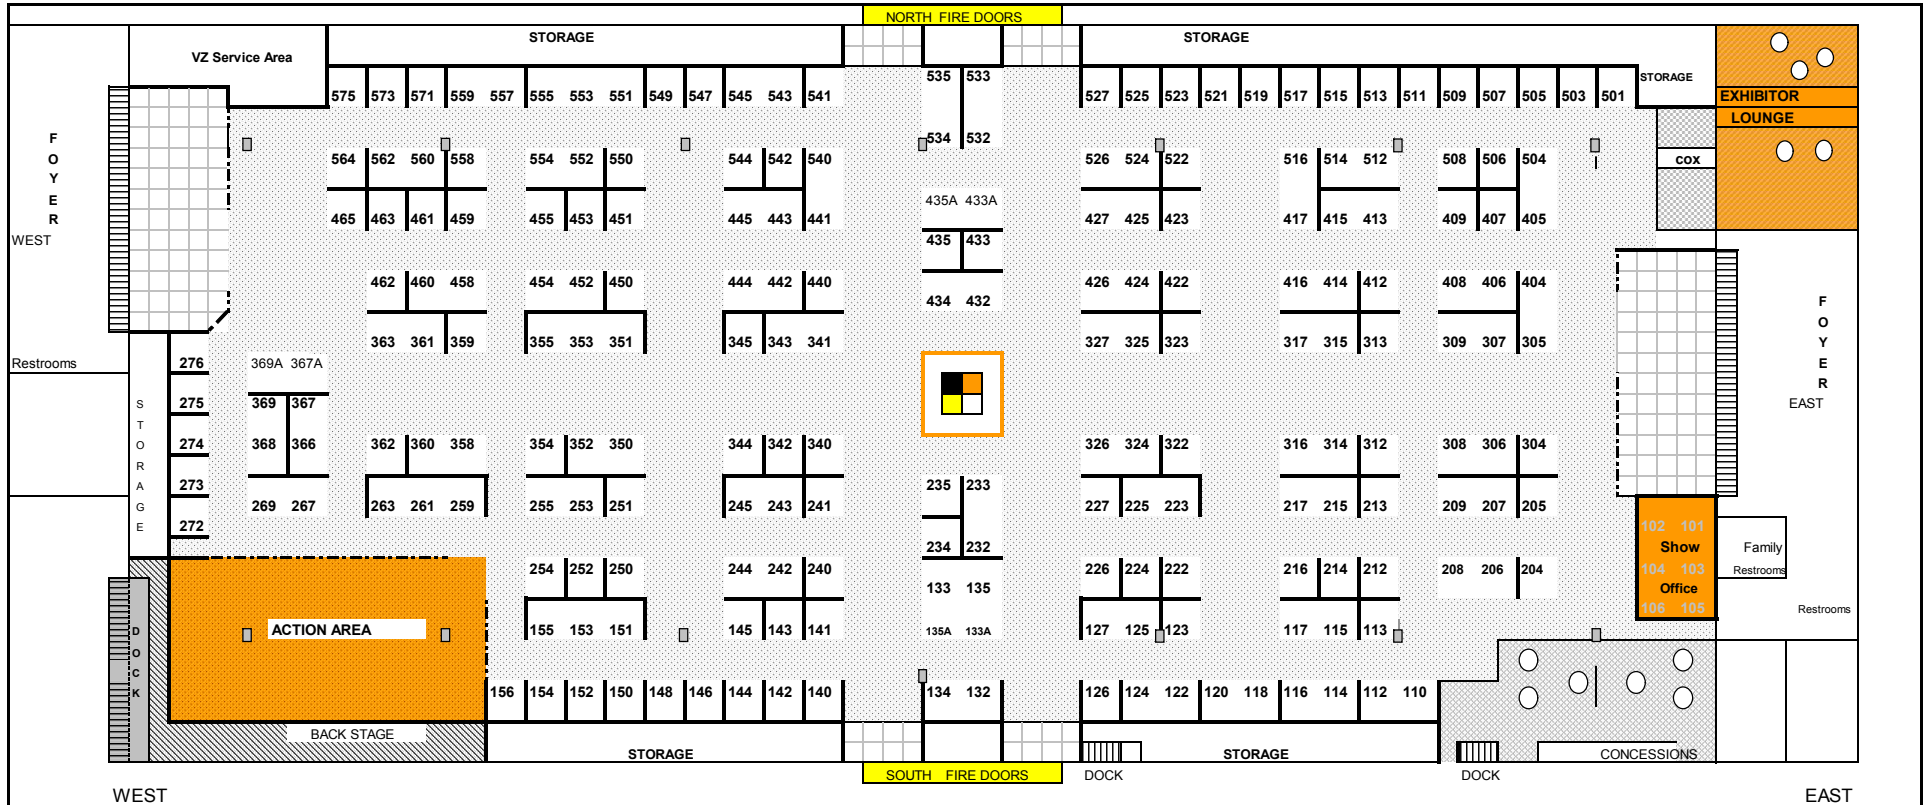 NORTH FIRE DOORS
STORAGE STORAGE
VZ Service Area
535 533
STORAGE
575 573 571 559 557 555 553 551 549 547 545 543 541 527 525 523 521 519 517 515 513 511 509 507 505 503 501
EXHIBITOR
LOUNGE
FOYER
534 532
564 562 560 558 554 552 550 544 542 540 526 524 522 516 514 512 508 506 504
cox
435A 433A
465 463 461 459 455 453 451 445 443 441 427 425 423 417 415 413 409 407 405
WEST
435 433
462 460 458 454 452 450 444 442 440 426 424 422 416 414 412 408 406 404
434 432
FOYER
363 361 359 355 353 351 345 343 341 327 325 323 317 315 313 309 307 305
Restrooms
276
369A 367A
275
369 367
EAST
STORAGE
274
368 366 362 360 358 354 352 350 344 342 340 326 324 322 316 314 312 308 306 304
273
235 233
269 267 263 261 259 255 253 251 245 243 241 227 225 223 217 215 213 209 207 205
272
102 101
234 232
Show
Family
254 252 250 244 242 240 226 224 222 216 214 212 208 206 204
104 103
Restrooms
133 135
Office
106 105
Restrooms
ACTION AREA
155 153 151 145 143 141
135A 133A
127 125 123 117 115 113
DOCK
156 154 152 150 148 146 144 142 140 134 132 126 124 122 120 118 116 114 112 110
BACK STAGE
STORAGE STORAGE
CONCESSIONS
SOUTH FIRE DOORS
DOCK DOCK
WEST EAST